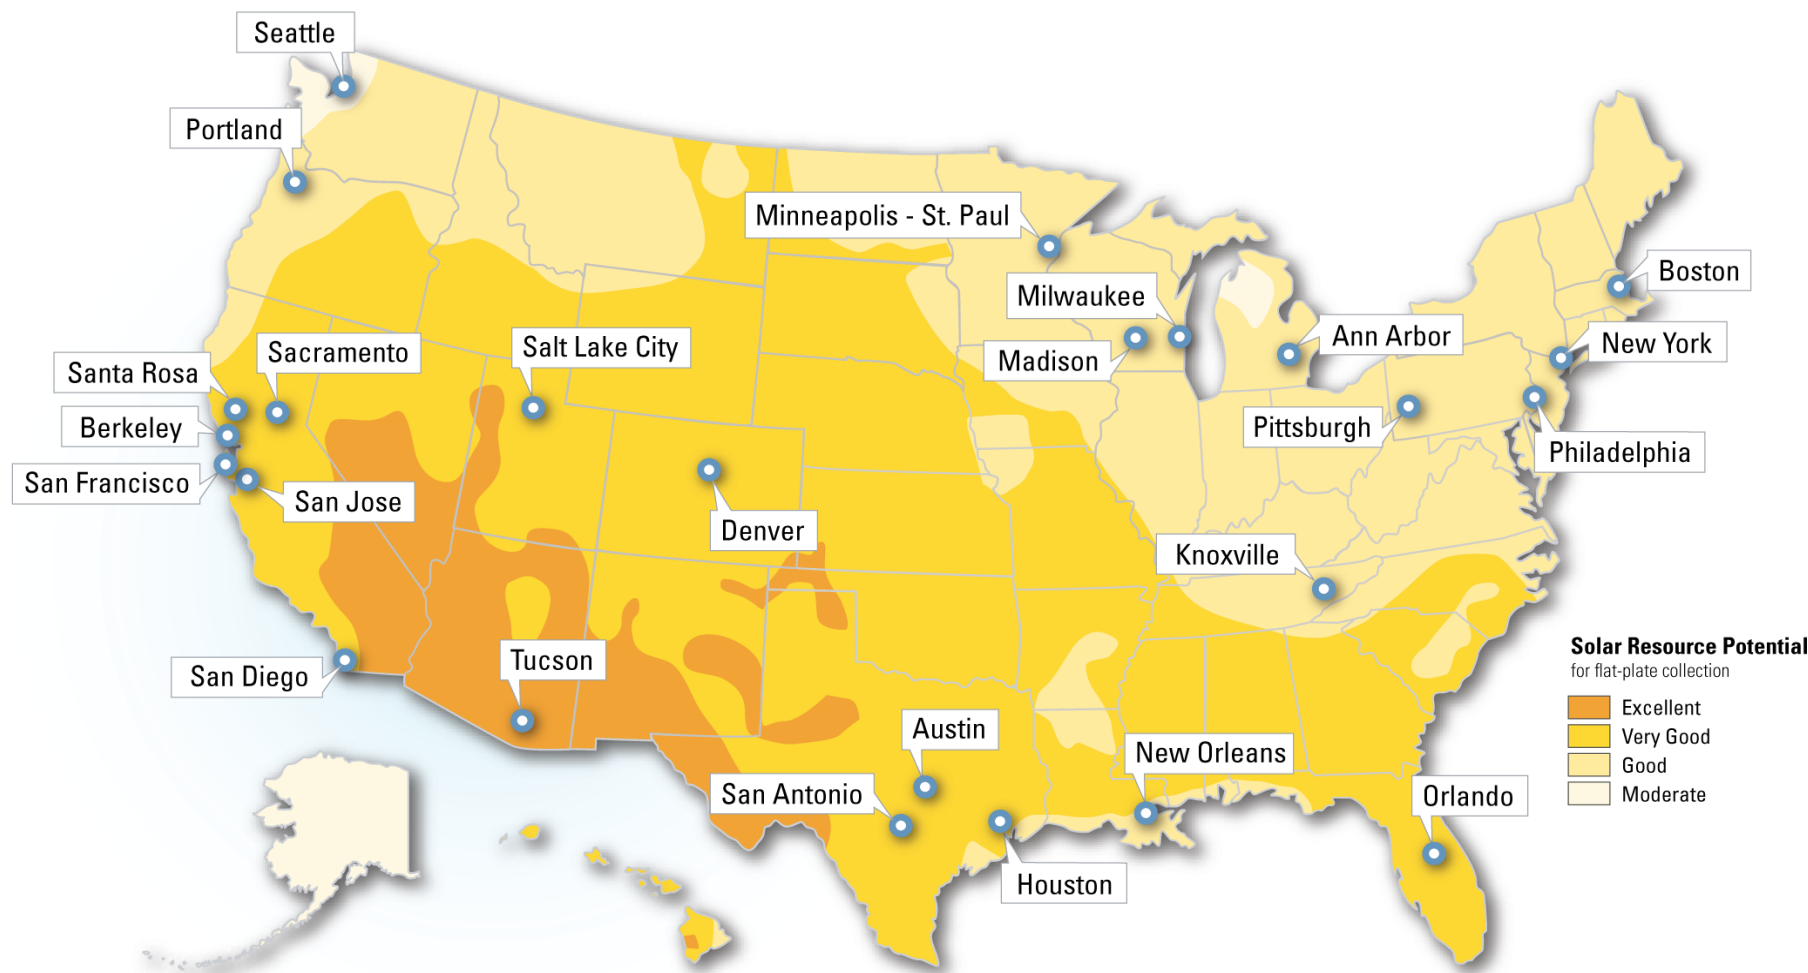 Seattle
Portland
Minneapolis - St. Paul
Boston
Milwaukee
Ann Arbor
New York
Salt Lake City
Sacramento
Madison
Santa Rosa
Berkeley
Pittsburgh
Philadelphia
San Francisco
San Jose
Denver
Knoxville
Tucson
San Diego
Austin
New Orleans
San Antonio
Orlando
Houston
Solar Resource Potential
for flat-plate collection
Excellent
Very Good
Good
Moderate